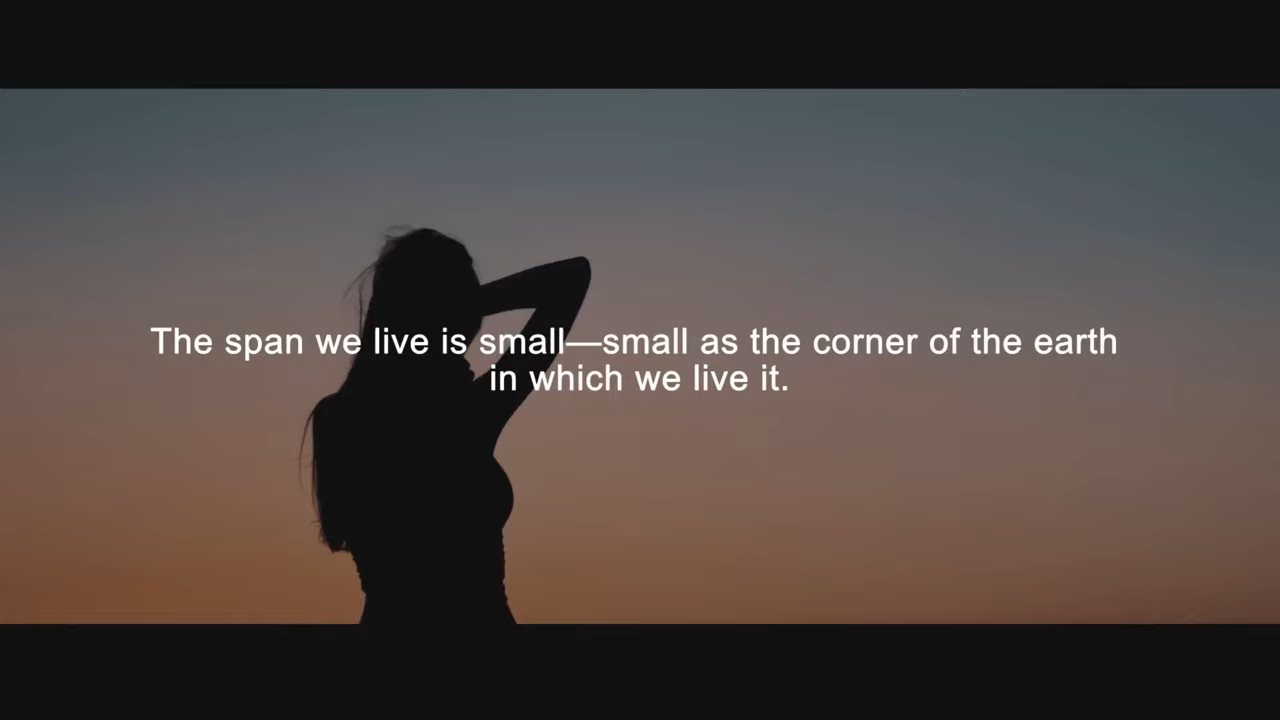 The span we live is small—small as the corner of the earth
in which we live it.